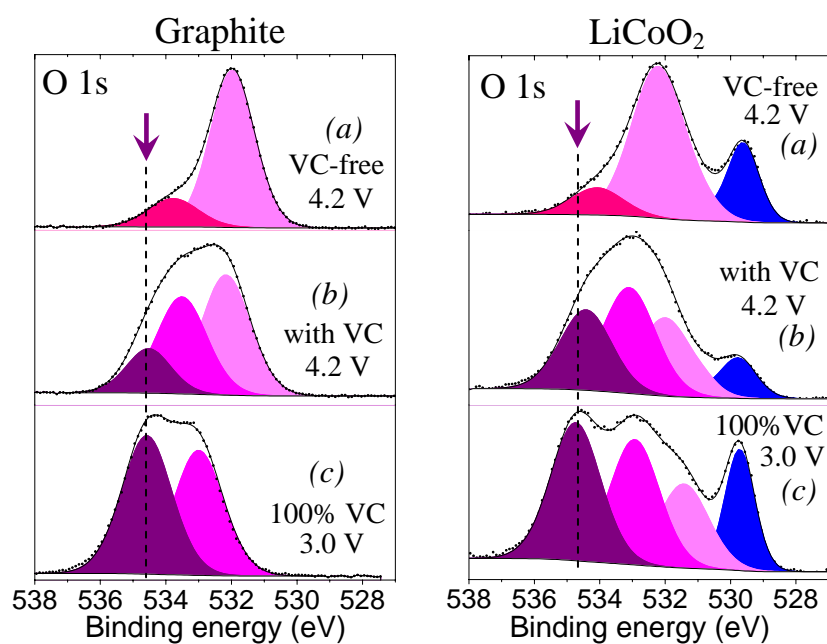 Graphite
O 1s
(a)
VC-free
4.2 V
(b)
with VC
4.2 V
(c)
100% VC
3.0 V
538 536 534 532 530 528
Binding energy (eV)
LiCoO₂
O 1s
VC-free
4.2 V
(a)
with VC
4.2 V
(b)
100% VC
3.0 V
(c)
538 536 534 532 530 528
Binding energy (eV)